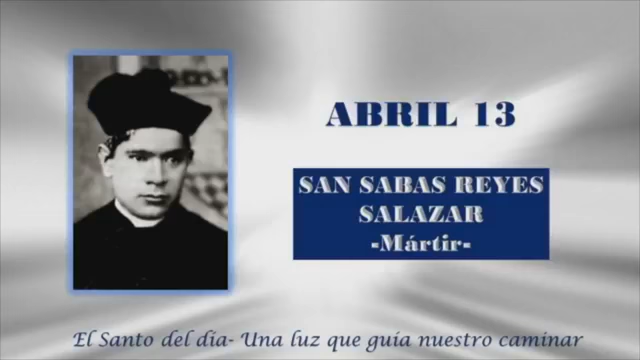 ABRIL 13
SAN SABAS REYES
SALAZAR
-Mártir-
El Santo del día- Una luz que guía nuestro caminar